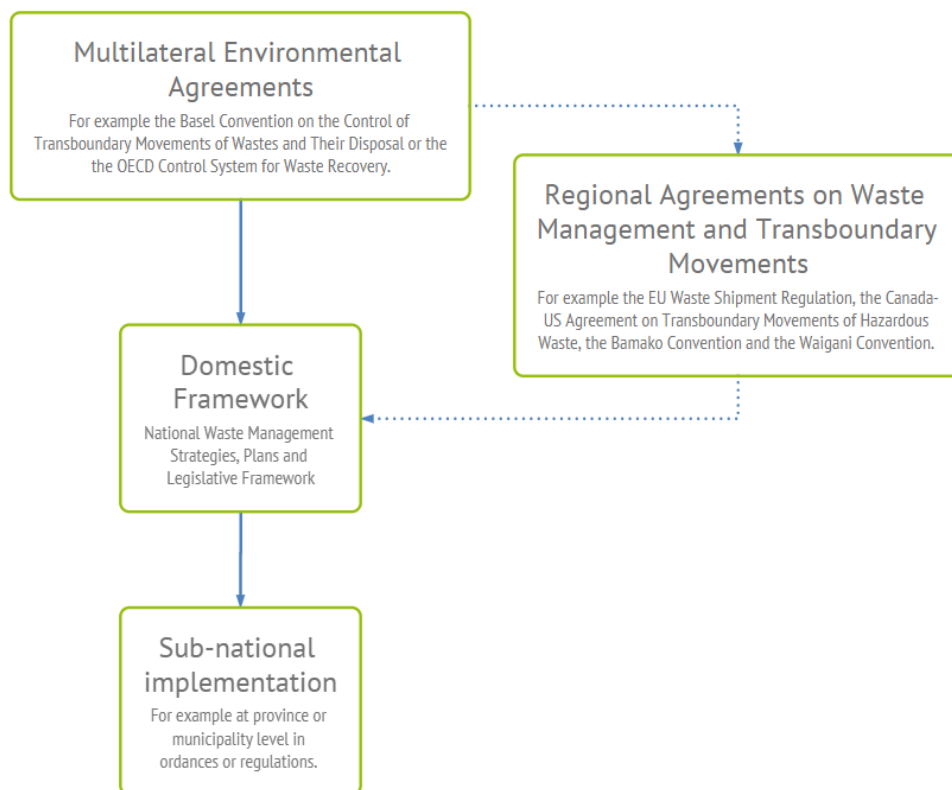 Multilateral Environmental
Agreements
For example the Basel Convention on the Control of
Transboundary Movements of Wastes and Their Disposal or the
the OECD Control System for Waste Recovery.
Regional Agreements on Waste
Management and Transboundary
Movements
For example the EU Waste Shipment Regulation, the Canada-
US Agreement on Transboundary Movements of Hazardous
Waste, the Bamako Convention and the Waigani Convention.
Domestic
Framework
National Waste Management
Strategies, Plans and
Legislative Framework
Sub-national
implementation
For example at province or
municipality level in
ordances or regulations.